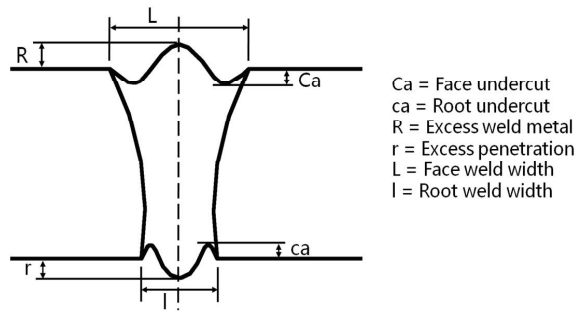 L
R
Ca
Ca = Face undercut
ca = Root undercut
R = Excess weld metal
r = Excess penetration
L = Face weld width
l = Root weld width
ca
r
l